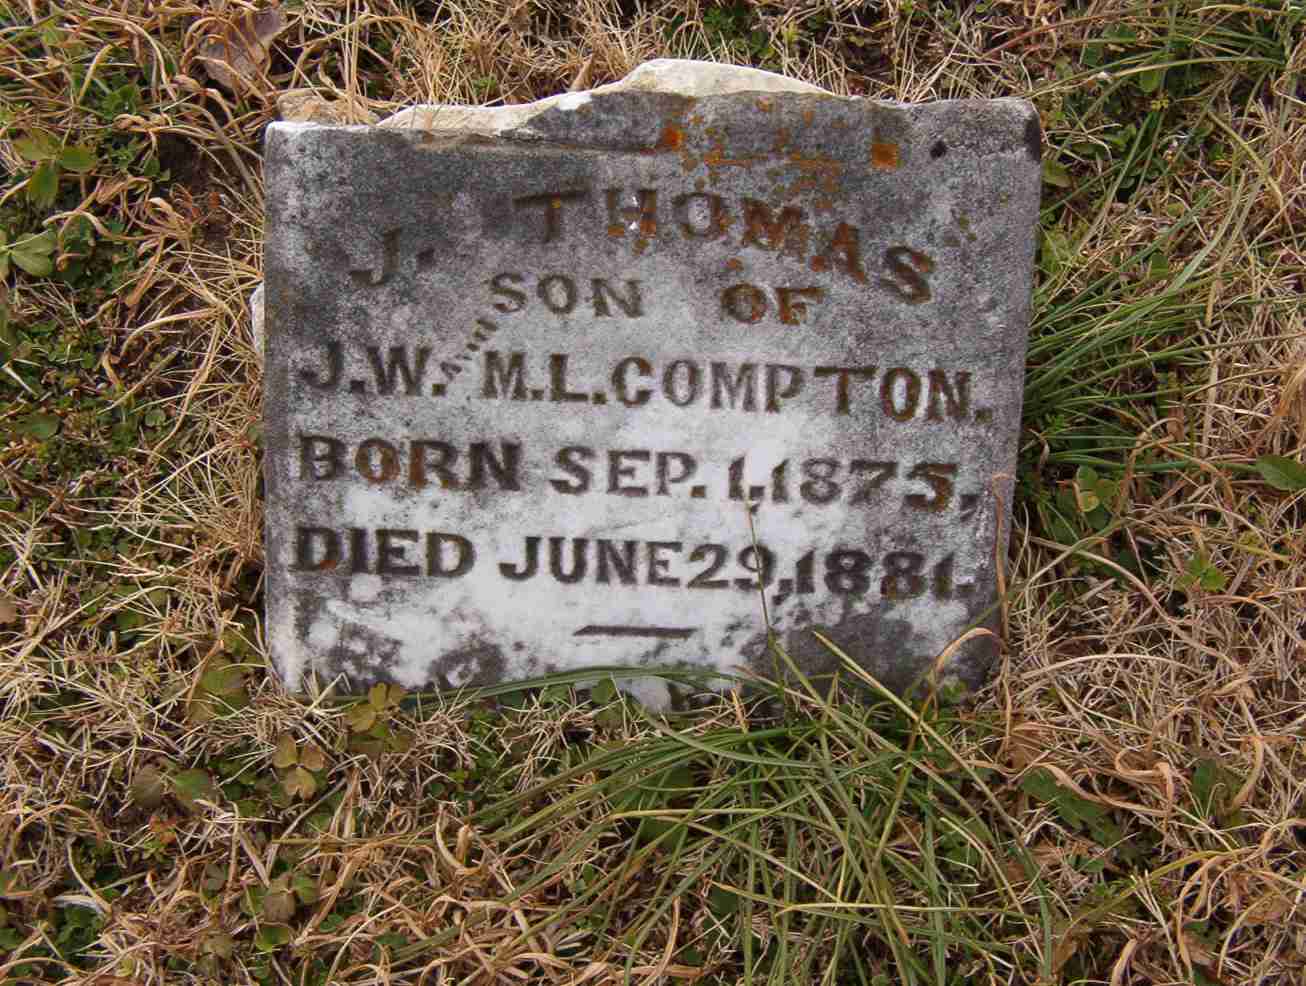 J. THOMAS
SON OF
J.W. AND M.L. COMPTON.
BORN SEP. 1, 1875,
DIED JUNE 29, 1881.